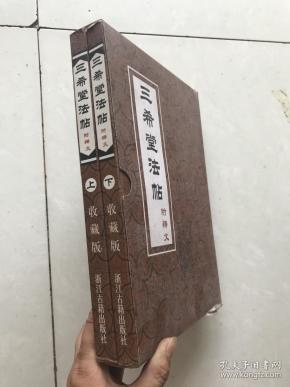 三希堂法帖
附释文
上
收藏版
浙江古籍出版社
三希堂法帖
附释文
下
收藏版
浙江古籍出版社
三希堂法帖
附释文
孔夫子旧书网